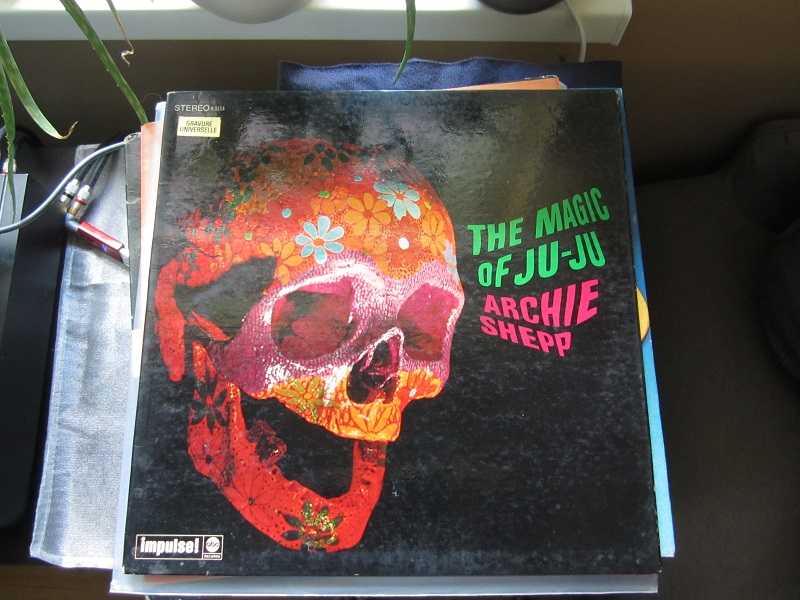 STEREO
GRAVURE
UNIVERSELLE
THE MAGIC
OF JU-JU
ARCHIE
SHEPP
impulse!